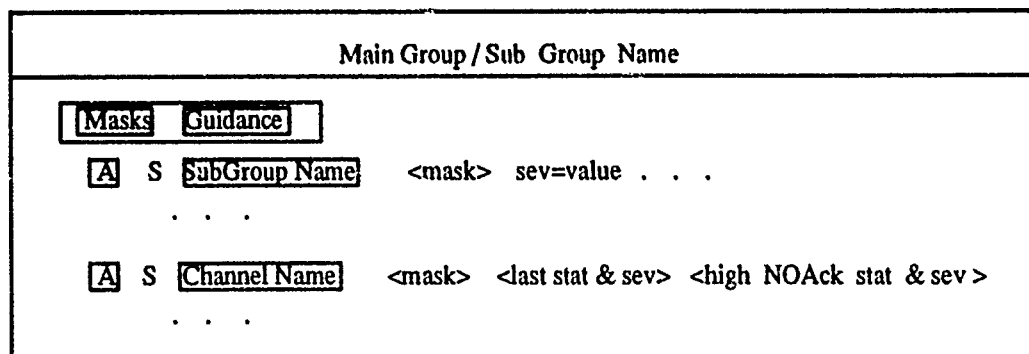 Main Group / Sub Group Name
Masks Guidance
A S SubGroup Name <mask> sev=value . . .
. . .
A S Channel Name <mask> <last stat & sev> <high NOAck stat & sev >
. . .